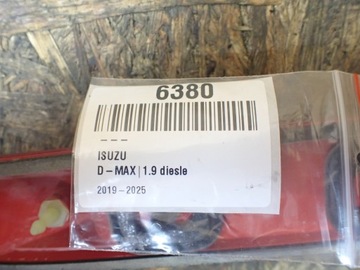 6380
– – –
ISUZU
D – MAX | 1.9 diesle
2019 – 2025